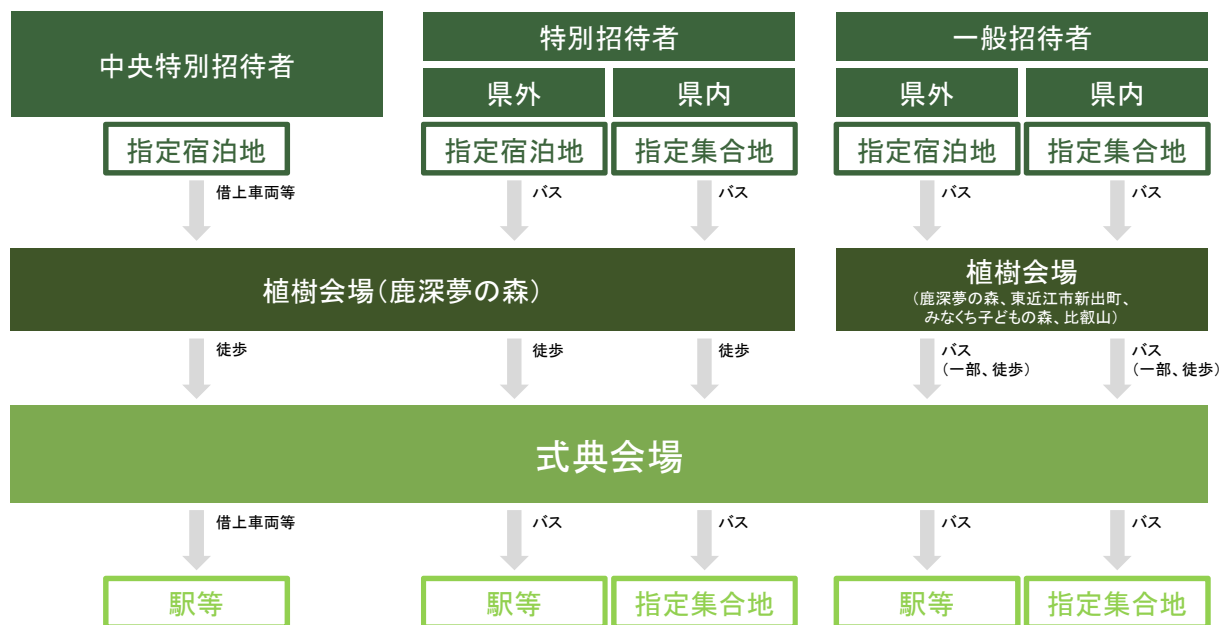 中央特別招待者
特別招待者
一般招待者
県外
県内
県外
県内
指定宿泊地
指定宿泊地
指定集合地
指定宿泊地
指定集合地
借上車両等
バス
バス
バス
バス
植樹会場(鹿深夢の森)
植樹会場
(鹿深夢の森、東近江市新出町、
みなくち子どもの森、比叡山)
徒歩
徒歩
徒歩
バス
(一部、徒歩)
バス
(一部、徒歩)
式典会場
借上車両等
バス
バス
バス
バス
駅等
駅等
指定集合地
駅等
指定集合地